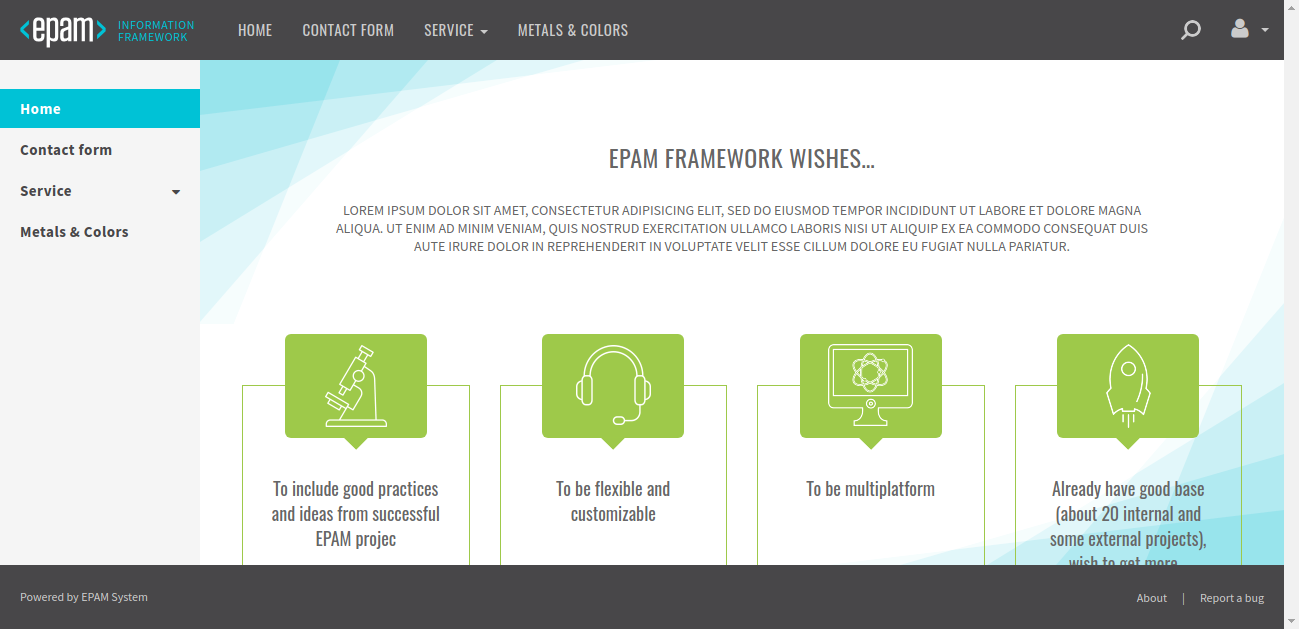 <epam>
INFORMATION
FRAMEWORK
HOME
CONTACT FORM
SERVICE
METALS & COLORS
Home
Contact form
Service
Metals & Colors
EPAM FRAMEWORK WISHES…
LOREM IPSUM DOLOR SIT AMET, CONSECTETUR ADIPISICING ELIT, SED DO EIUSMOD TEMPOR INCIDIDUNT UT LABORE ET DOLORE MAGNA
ALIQUA. UT ENIM AD MINIM VENIAM, QUIS NOSTRUD EXERCITATION ULLAMCO LABORIS NISI UT ALIQUIP EX EA COMMODO CONSEQUAT DUIS
AUTE IRURE DOLOR IN REPREHENDERIT IN VOLUPTATE VELIT ESSE CILLUM DOLORE EU FUGIAT NULLA PARIATUR.
To include good practices
and ideas from successful
EPAM projec
To be flexible and
customizable
To be multiplatform
Already have good base
(about 20 internal and
some external projects),
wish to get more…
Powered by EPAM System
About
|
Report a bug